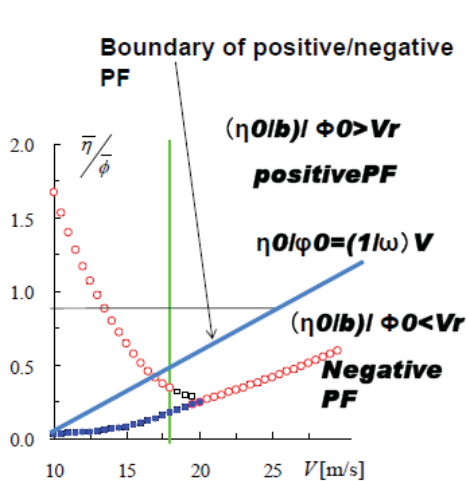 Boundary of positive/negative
PF
(η0/b)/ Φ0>Vr
positivePF
η0/φ0=(1/ω) V
(η0/b)/ Φ0<Vr
Negative
PF
η̅/ϕ̅
2.0
1.5
1.0
0.5
0.0
10
15
20
25
V[m/s]